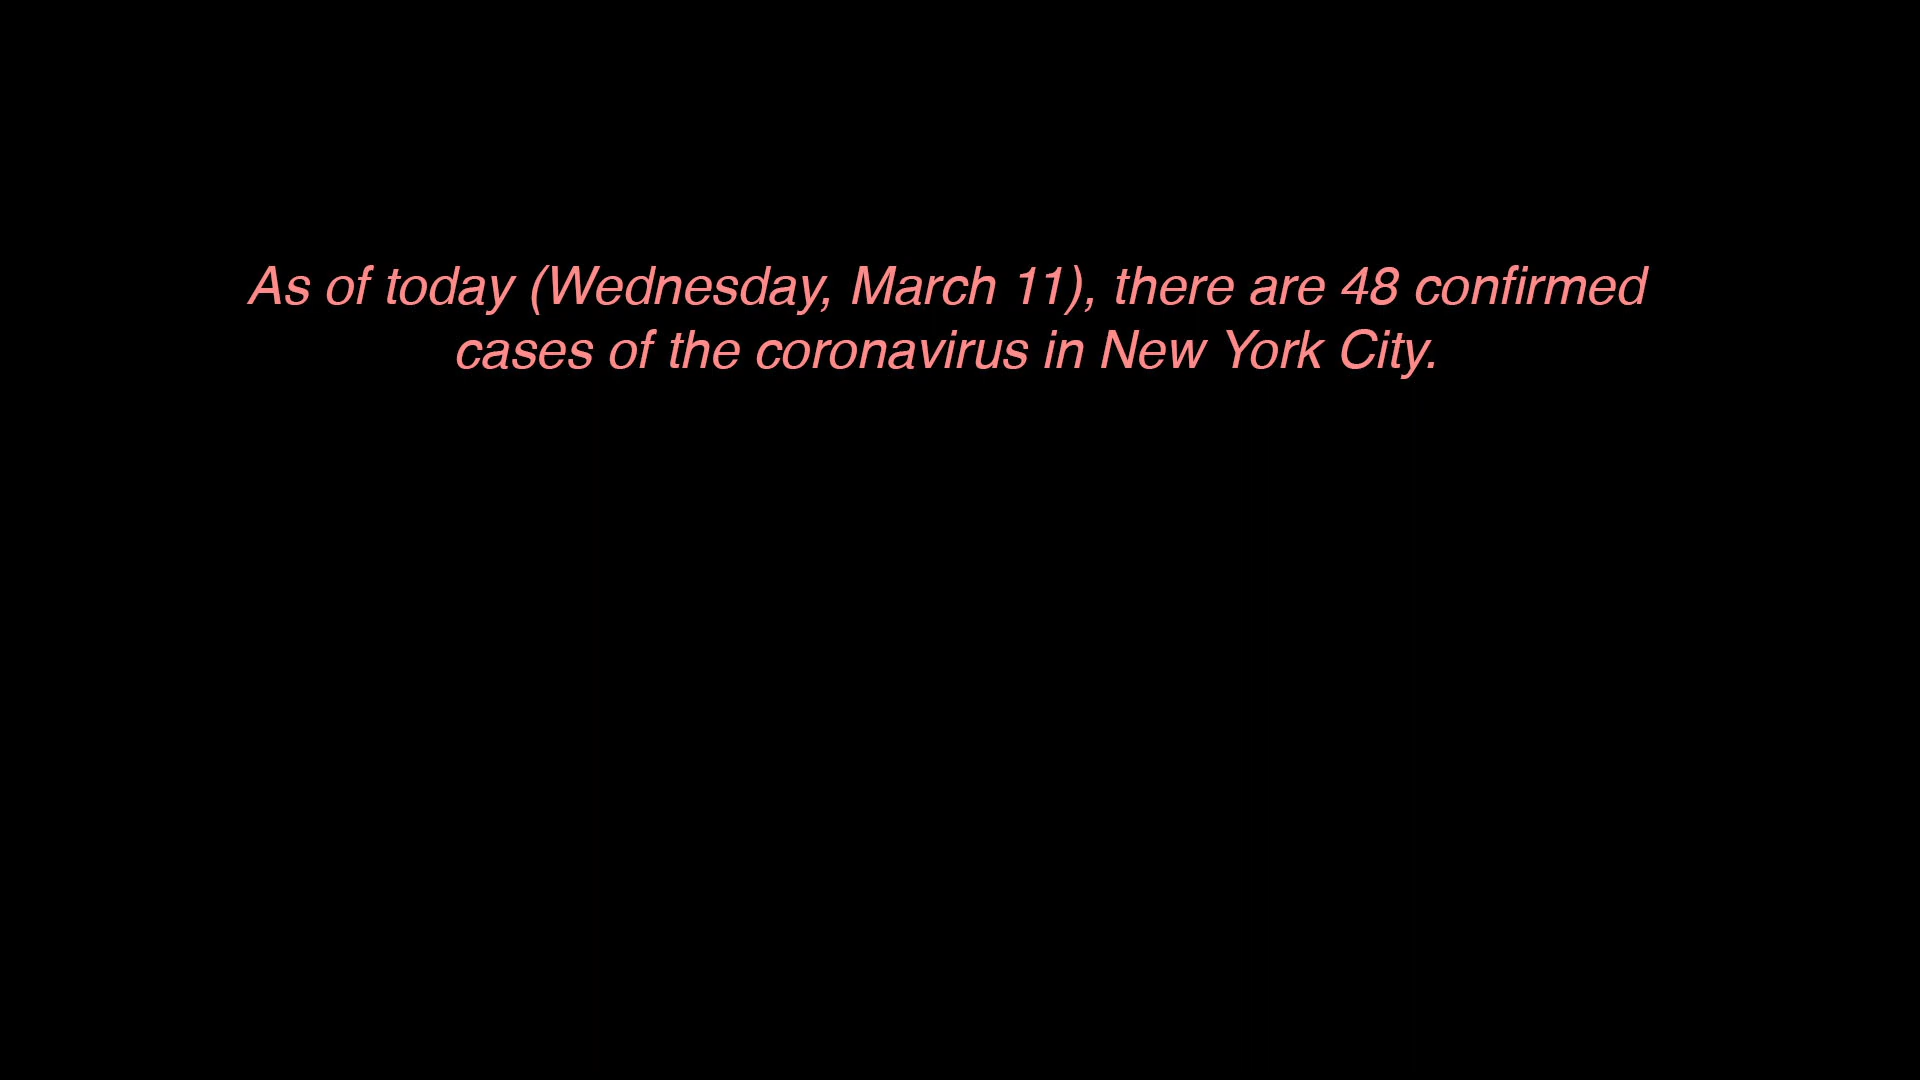 As of today (Wednesday, March 11), there are 48 confirmed
cases of the coronavirus in New York City.